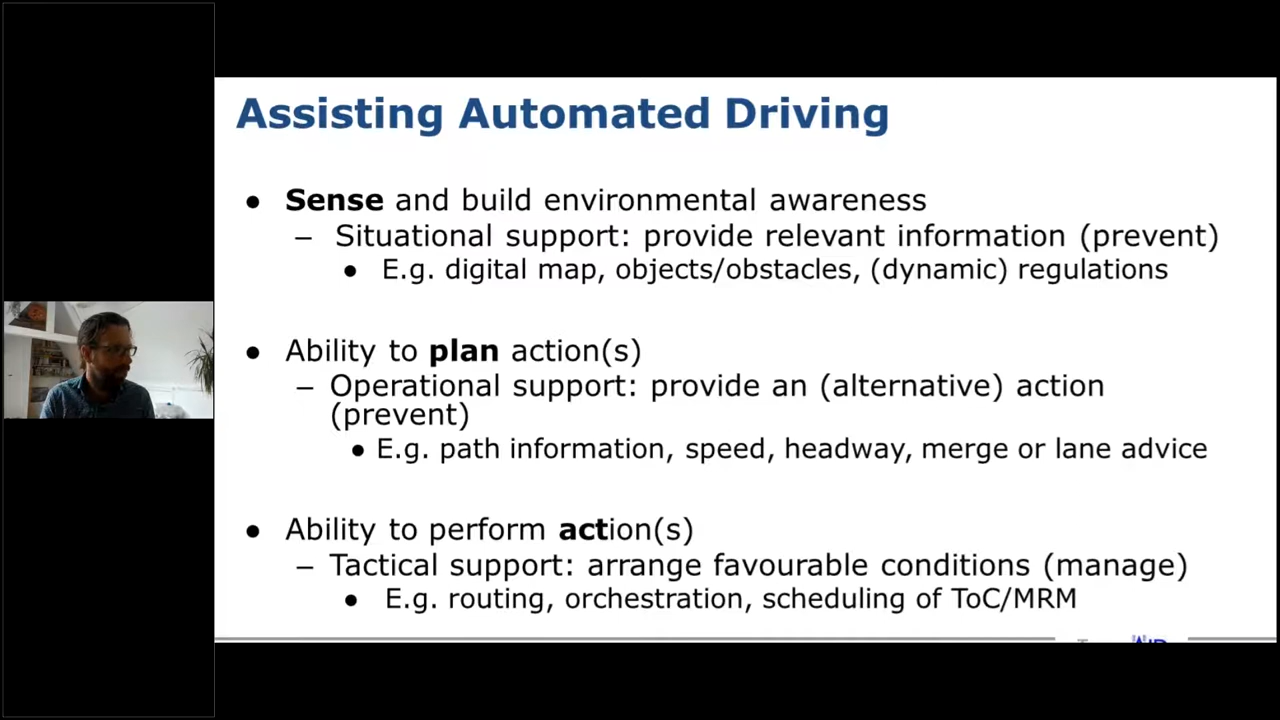 Assisting Automated Driving
● Sense and build environmental awareness
– Situational support: provide relevant information (prevent)
● E.g. digital map, objects/obstacles, (dynamic) regulations
● Ability to plan action(s)
– Operational support: provide an (alternative) action
(prevent)
● E.g. path information, speed, headway, merge or lane advice
● Ability to perform action(s)
– Tactical support: arrange favourable conditions (manage)
● E.g. routing, orchestration, scheduling of ToC/MRM